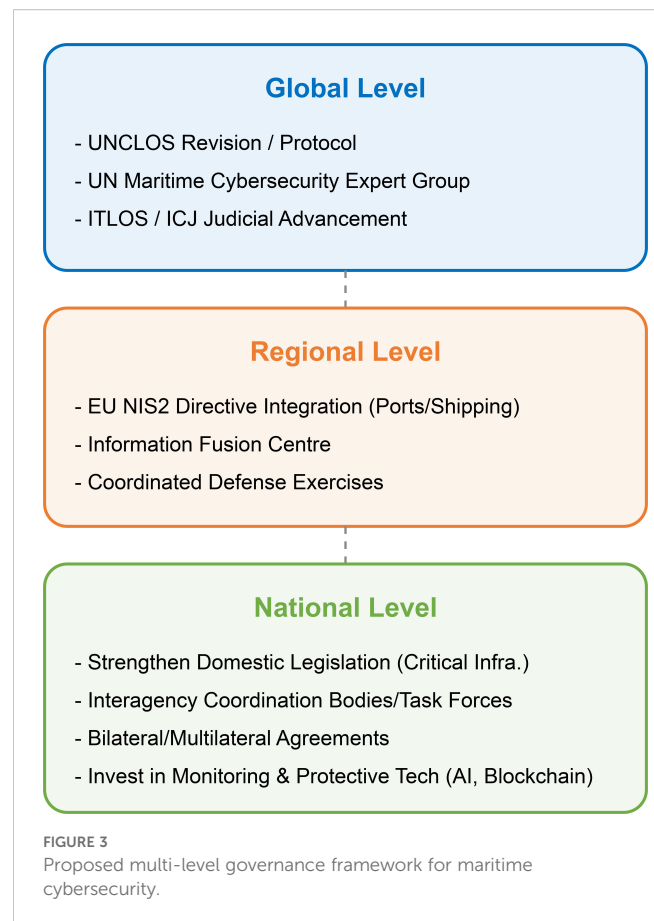 Global Level
- UNCLOS Revision / Protocol
- UN Maritime Cybersecurity Expert Group
- ITLOS / ICJ Judicial Advancement
Regional Level
- EU NIS2 Directive Integration (Ports/Shipping)
- Information Fusion Centre
- Coordinated Defense Exercises
National Level
- Strengthen Domestic Legislation (Critical Infra.)
- Interagency Coordination Bodies/Task Forces
- Bilateral/Multilateral Agreements
- Invest in Monitoring & Protective Tech (AI, Blockchain)
FIGURE 3
Proposed multi-level governance framework for maritime
cybersecurity.